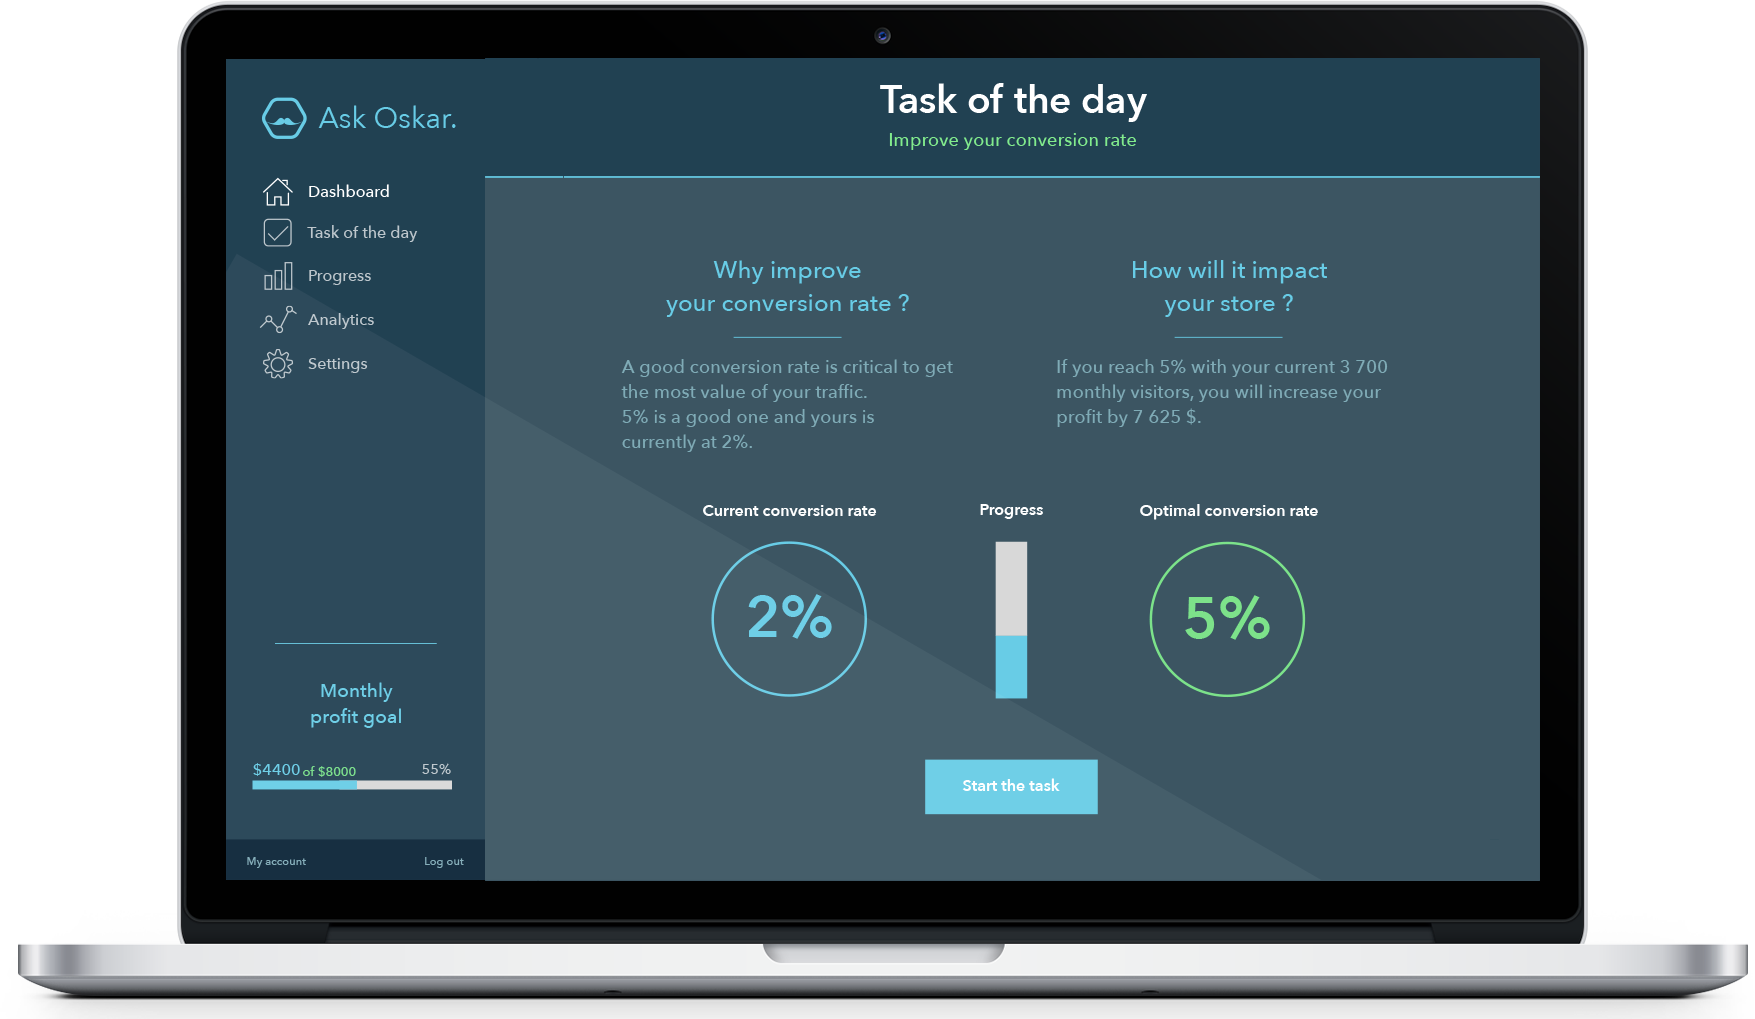 Ask Oskar.
Dashboard
Task of the day
Progress
Analytics
Settings
Monthly
profit goal
$4400 of $8000 55%
My account Log out
Task of the day
Improve your conversion rate
Why improve
your conversion rate ?
A good conversion rate is critical to get
the most value of your traffic.
5% is a good one and yours is
currently at 2%.
How will it impact
your store ?
If you reach 5% with your current 3 700
monthly visitors, you will increase your
profit by 7 625 $.
Current conversion rate
2%
Progress
Optimal conversion rate
5%
Start the task